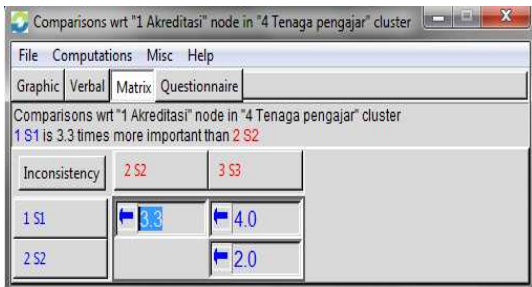 Comparisons wrt "1 Akreditasi" node in "4 Tenaga pengajar" cluster
File Computations Misc Help
Graphic Verbal Matrix Questionnaire
Comparisons wrt "1 Akreditasi" node in "4 Tenaga pengajar" cluster
1 S1 is 3.3 times more important than 2 S2
Inconsistency 2 S2 3 S3
1 S1 3.3 4.0
2 S2 2.0